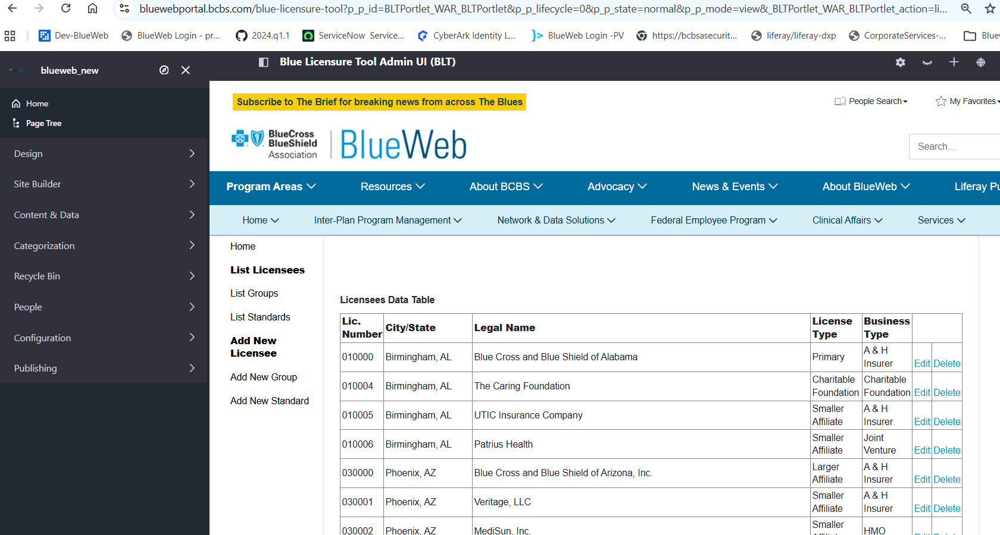 bluewebportal.bcbs.com/blue-licensure-tool?p_p_id=BLTPortlet_WAR_BLTPortlet&p_p_lifecycle=0&p_p_state=normal&p_p_mode=view&_BLTPortlet_WAR_BLTPortlet_action=li...
Dev-BlueWeb
BlueWeb Login - pr...
2024.q1.1
ServiceNow Service...
CyberArk Identity L...
BlueWeb Login -PV
https://bcbsasecurit...
liferay/liferay-dxp
CorporateServices-...
Blue
blueweb_new
Home
Page Tree
Design
Site Builder
Content & Data
Categorization
Recycle Bin
People
Configuration
Publishing
Blue Licensure Tool Admin UI (BLT)
Subscribe to The Brief for breaking news from across The Blues
People Search
My Favorites
BlueCross
BlueShield
Association
BlueWeb
Search...
Program Areas
Resources
About BCBS
Advocacy
News & Events
About BlueWeb
Liferay Pu
Home
Inter-Plan Program Management
Network & Data Solutions
Federal Employee Program
Clinical Affairs
Services
Home
List Licensees
List Groups
List Standards
Add New
Licensee
Add New Group
Add New Standard
Licensees Data Table
Lic. Number City/State Legal Name License Type Business Type
010000 Birmingham, AL Blue Cross and Blue Shield of Alabama Primary A & H Insurer Edit Delete
010004 Birmingham, AL The Caring Foundation Charitable Foundation Charitable Foundation Edit Delete
010005 Birmingham, AL UTIC Insurance Company Smaller Affiliate A & H Insurer Edit Delete
010006 Birmingham, AL Patrius Health Smaller Affiliate Joint Venture Edit Delete
030000 Phoenix, AZ Blue Cross and Blue Shield of Arizona, Inc. Larger Affiliate A & H Insurer Edit Delete
030001 Phoenix, AZ Veritage, LLC Smaller Affiliate A & H Insurer Edit Delete
030002 Phoenix, AZ MediSun, Inc. Smaller HMO